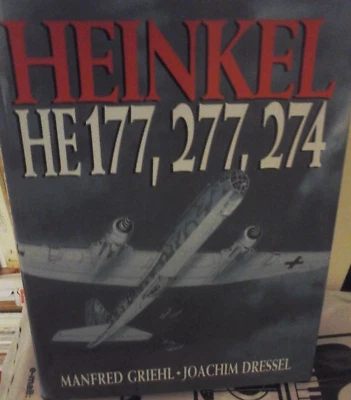 HEINKEL
HE 177, 277, 274
MANFRED GRIEHL · JOACHIM DRESSEL